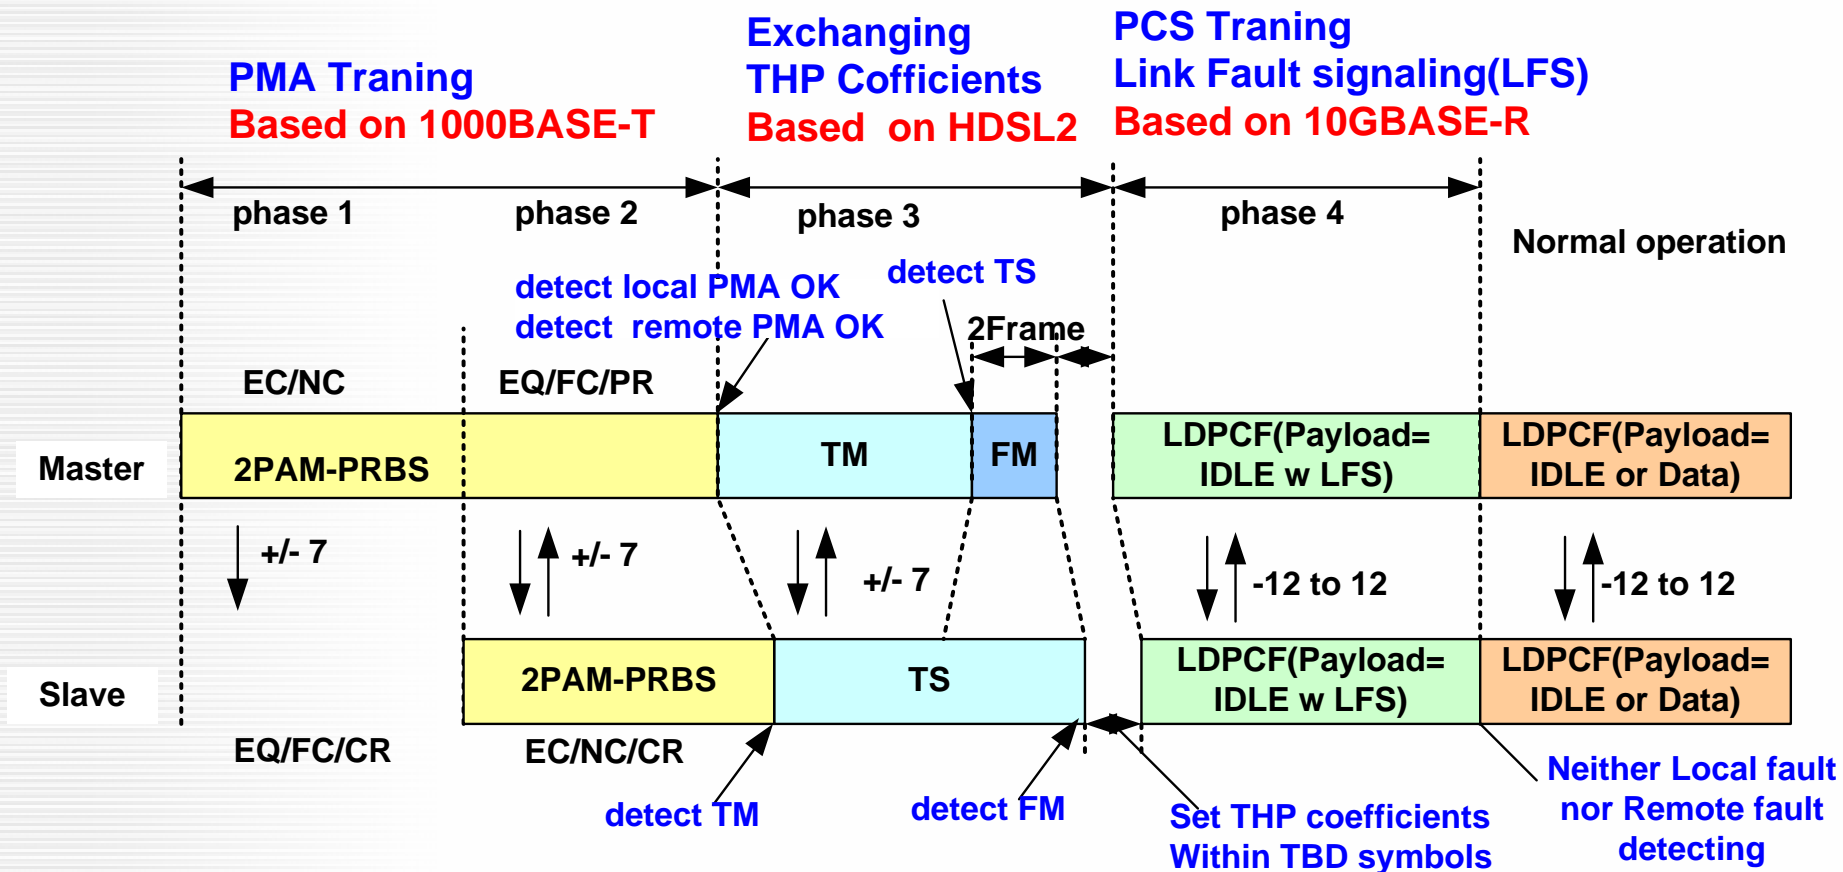 PMA Traning
Based on 1000BASE-T
Exchanging
THP Cofficients
Based on HDSL2
PCS Traning
Link Fault signaling(LFS)
Based on 10GBASE-R
phase 1
phase 2
phase 3
phase 4
Normal operation
detect local PMA OK
detect remote PMA OK
detect TS
2Frame
EC/NC
EQ/FC/PR
Master
2PAM-PRBS
TM
FM
LDPCF(Payload=
IDLE w LFS)
LDPCF(Payload=
IDLE or Data)
+/- 7
+/- 7
+/- 7
-12 to 12
-12 to 12
Slave
2PAM-PRBS
TS
LDPCF(Payload=
IDLE w LFS)
LDPCF(Payload=
IDLE or Data)
EQ/FC/CR
EC/NC/CR
detect TM
detect FM
Set THP coefficients
Within TBD symbols
Neither Local fault
nor Remote fault
detecting